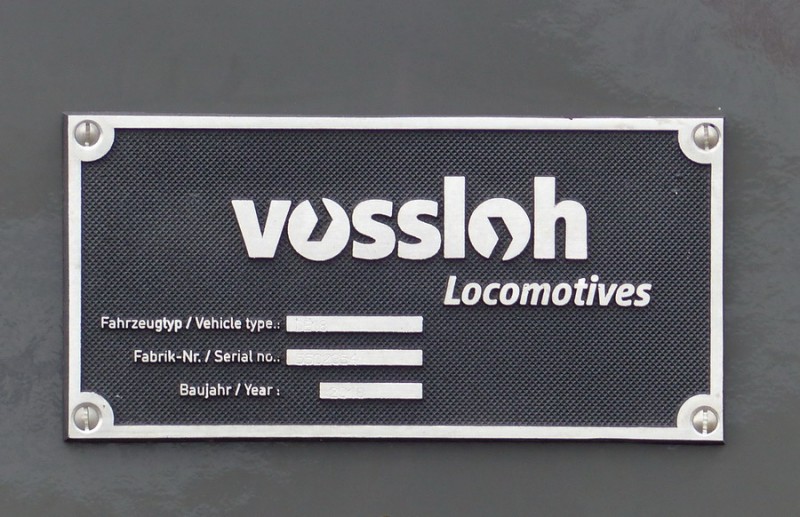 vossloh
Locomotives
Fahrzeugtyp / Vehicle type.:
Fabrik-Nr. / Serial no..:
Baujahr / Year :